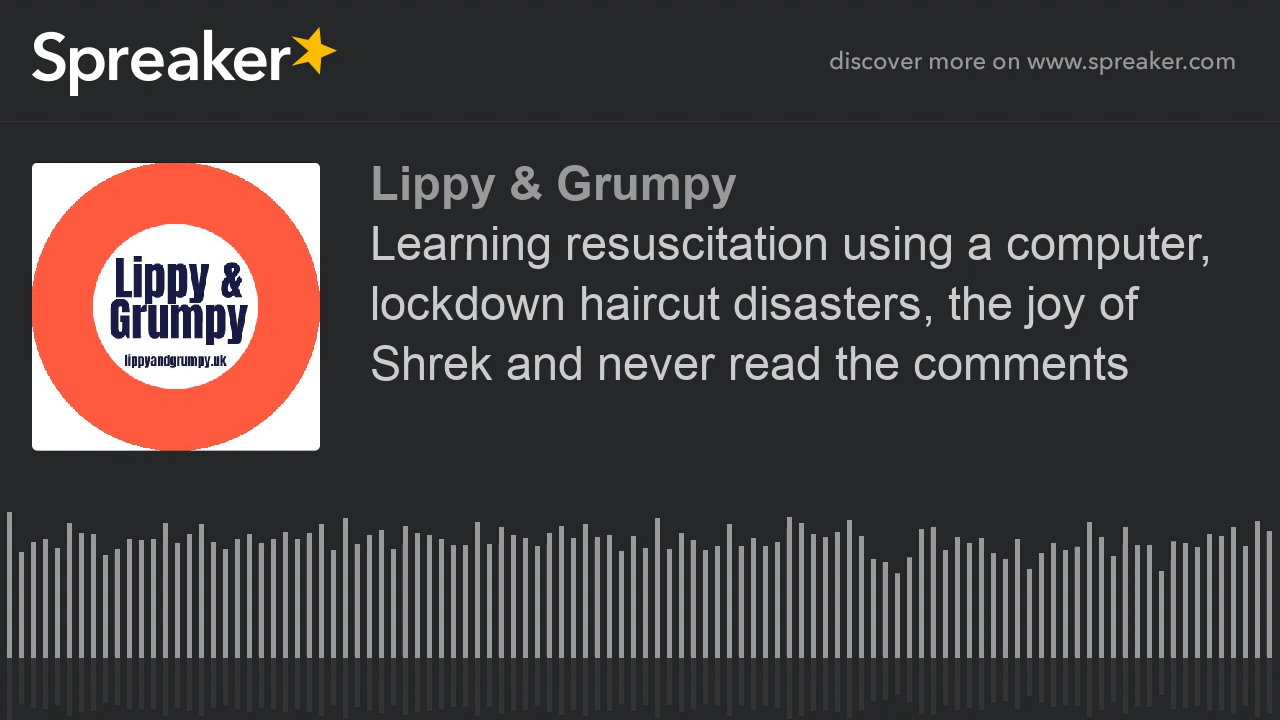 Spreaker
discover more on www.spreaker.com
Lippy &
Grumpy
lippyandgrumpy.uk
Lippy & Grumpy
Learning resuscitation using a computer,
lockdown haircut disasters, the joy of
Shrek and never read the comments